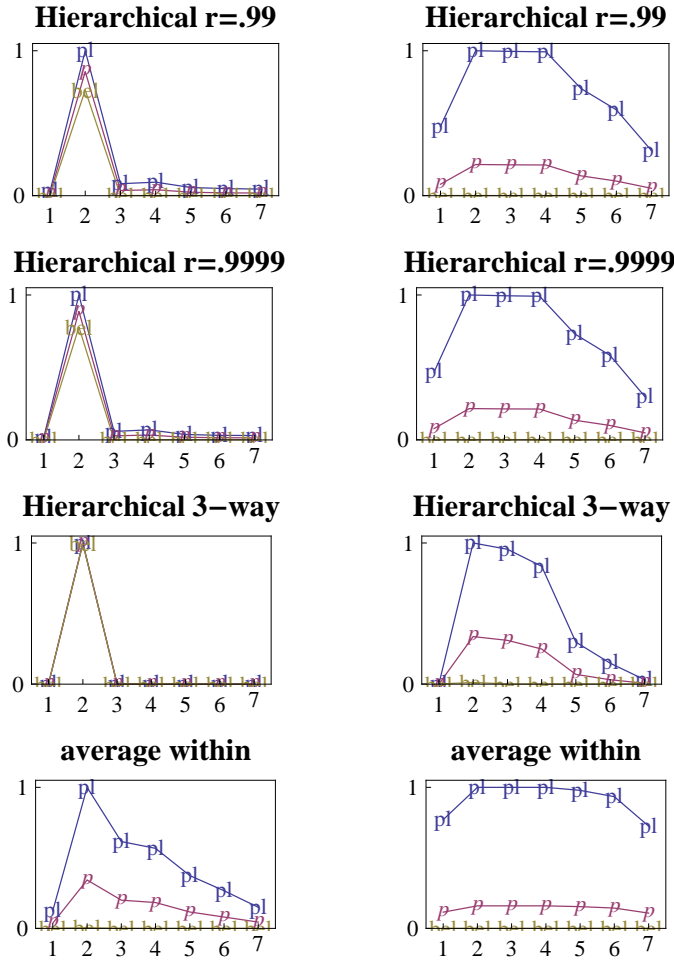 Hierarchical r=.99
1
pl
p
bel
pl pl
0
1 2 3 4 5 6 7
Hierarchical r=.99
pl pl pl
pl
pl
pl
pl
p p p p p p p
1 2 3 4 5 6 7
Hierarchical r=.9999
1
pl
p
bel
0
1 2 3 4 5 6 7
Hierarchical r=.9999
1
pl pl pl
pl
pl
pl
pl
p p p p p p p
0
1 2 3 4 5 6 7
Hierarchical 3−way
1
bel
0
1 2 3 4 5 6 7
Hierarchical 3−way
1
pl pl
pl
pl
pl
p p p p p
0
1 2 3 4 5 6 7
average within
1
pl
pl pl
pl
pl
pl
pl
p p p p p p p
0
1 2 3 4 5 6 7
average within
1
pl pl pl pl pl
pl
pl
p p p p p p p
0
1 2 3 4 5 6 7